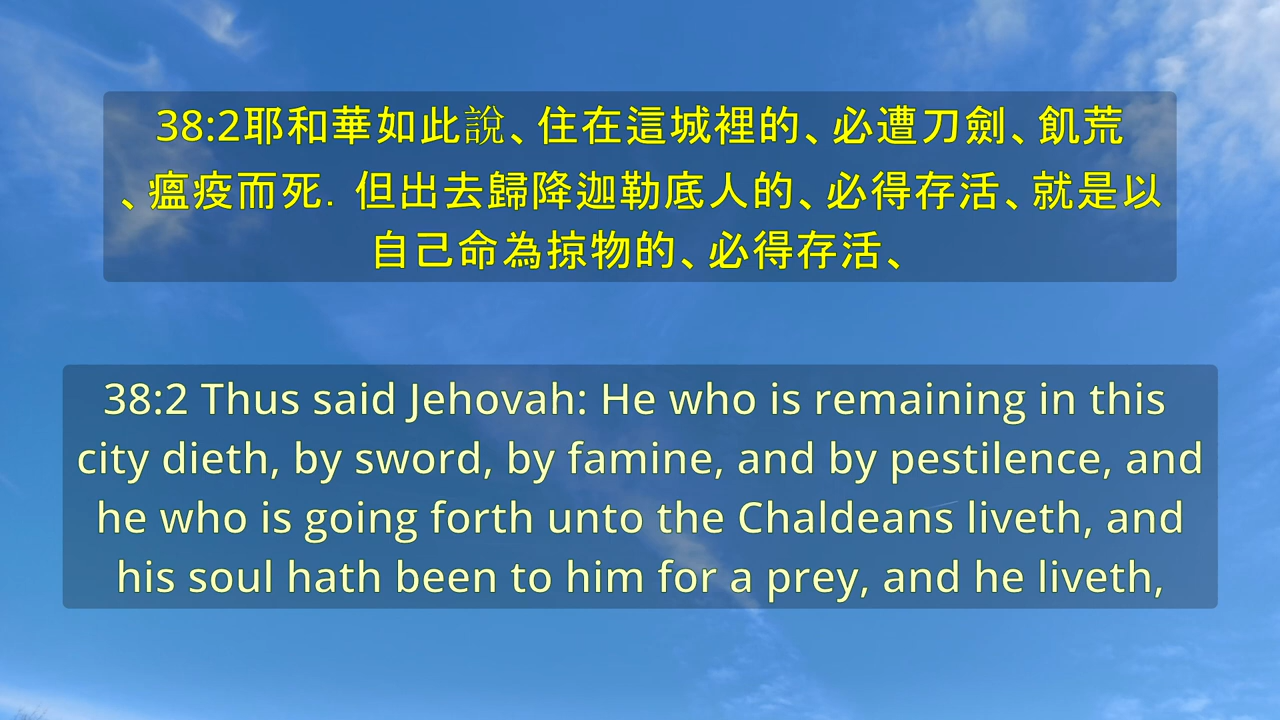 38:2耶和華如此說、住在這城裡的、必遭刀劍、飢荒
、瘟疫而死．但出去歸降迦勒底人的、必得存活、就是以
自己命為掠物的、必得存活、
38:2 Thus said Jehovah: He who is remaining in this
city dieth, by sword, by famine, and by pestilence, and
he who is going forth unto the Chaldeans liveth, and
his soul hath been to him for a prey, and he liveth,